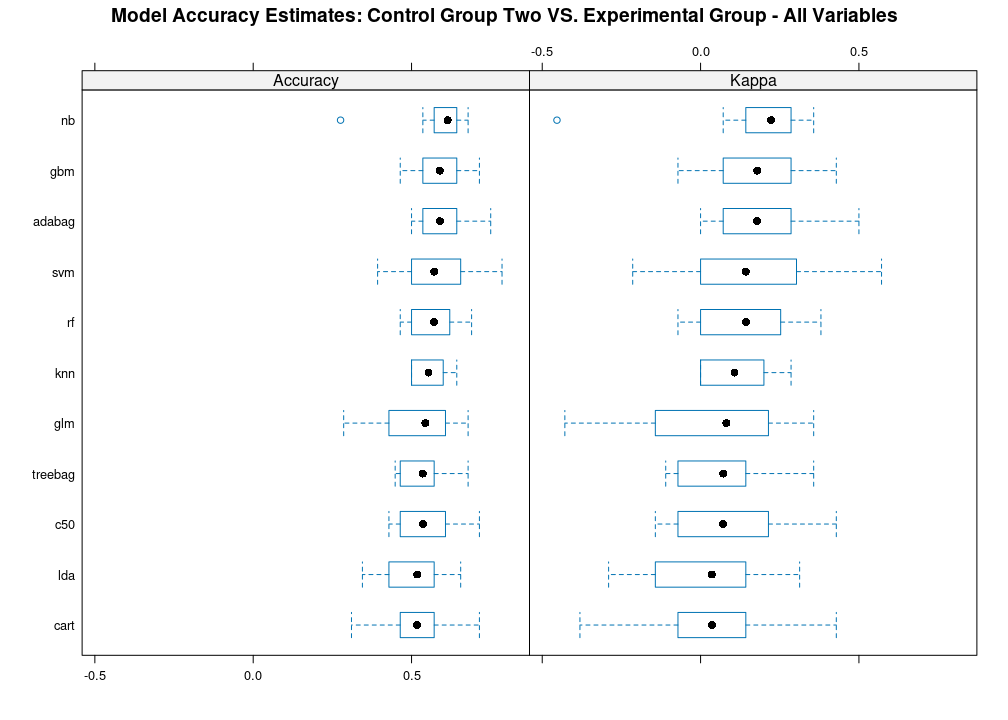 Model Accuracy Estimates: Control Group Two VS. Experimental Group - All Variables
-0.5 0.0 0.5
Accuracy Kappa
nb
gbm
adabag
svm
rf
knn
glm
treebag
c50
lda
cart
-0.5 0.0 0.5